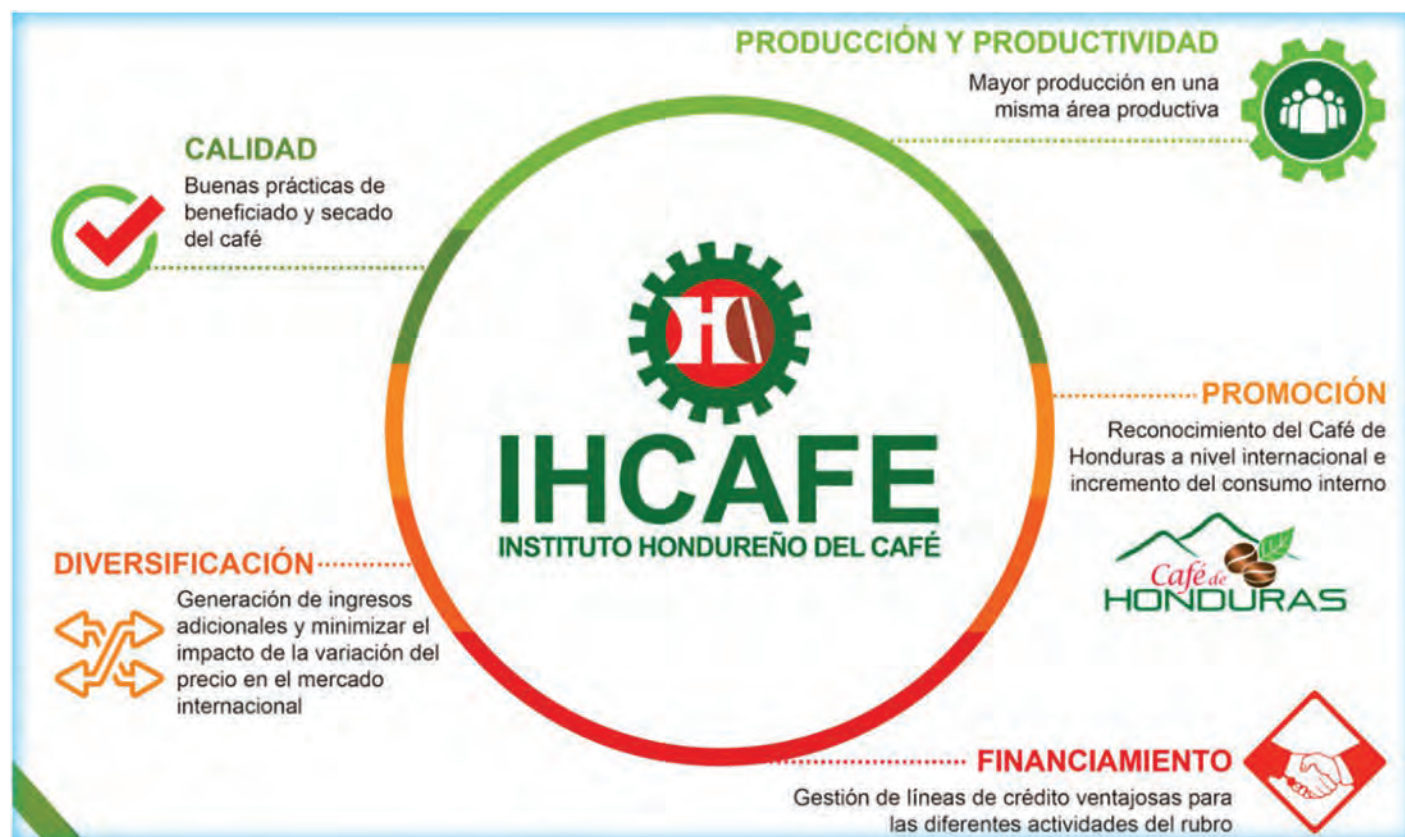 PRODUCCIÓN Y PRODUCTIVIDAD
Mayor producción en una
misma área productiva
CALIDAD
Buenas prácticas de
beneficiado y secado
del café
IHCAFE
INSTITUTO HONDUREÑO DEL CAFÉ
PROMOCIÓN
Reconocimiento del Café de
Honduras a nivel internacional e
incremento del consumo interno
Café de
HONDURAS
DIVERSIFICACIÓN
Generación de ingresos
adicionales y minimizar el
impacto de la variación del
precio en el mercado
internacional
FINANCIAMIENTO
Gestión de líneas de crédito ventajosas para
las diferentes actividades del rubro